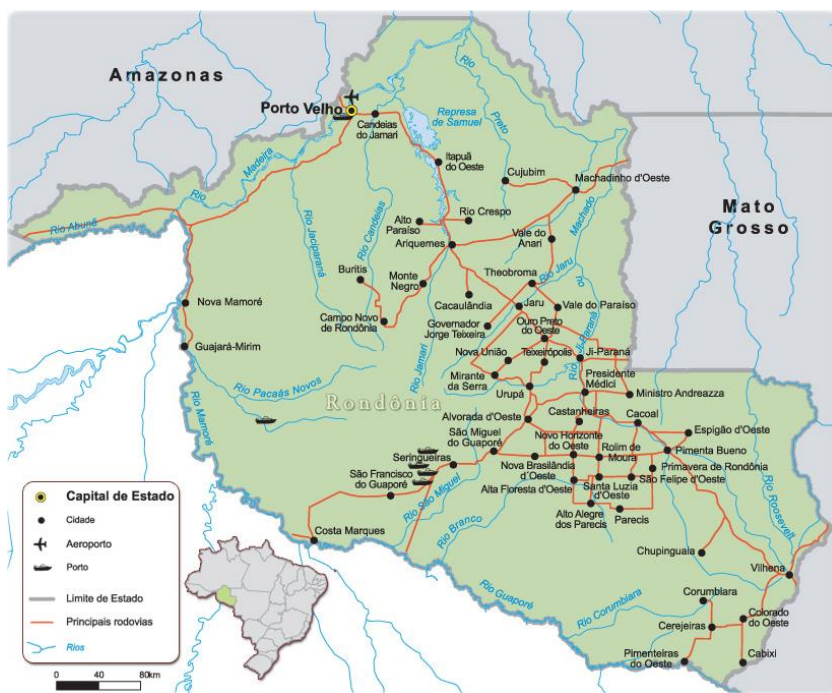 Amazonas
Porto Velho
Candeias
do Jamari
Represa
de Samuel
Rio
Preto
Rio
Madeira
Itapuã
do Oeste
Cujubim
Machadinho d'Oeste
Mato
Grosso
Rio Abunã
Rio Jaciparaná
Rio Candeias
Alto
Paraíso
Rio Crespo
Machado
Ariquemes
Vale do
Anari
ou
Buritis
Monte
Negro
Theobroma
Rio Jaru
Nova Mamoré
Cacaulândia
Jaru
Vale do Paraíso
Campo Novo
de Rondônia
Governador
Jorge Teixeira
Ouro Preto
do Oeste
Rio Ji-Paraná
Guajará-Mirim
Rio Jamari
Nova União
Teixeirópolis
Ji-Paraná
Rio Pacaás Novos
Mirante
da Serra
Presidente
Médici
Ministro Andreazza
Urupá
Rio Mamoré
Rondônia
Alvorada d'Oeste
Castanheiras
Cacoal
São Miguel
do Guaporé
Novo Horizonte
do Oeste
Rolim de
Moura
Espigão d'Oeste
Pimenta Bueno
Seringueiras
Nova Brasilândia
d'Oeste
Primavera de Rondônia
São Francisco
do Guaporé
Rio São Miguel
Alta Floresta d'Oeste
Santa Luzia
d'Oeste
São Felipe d'Oeste
Rio Branco
Alto Alegre
dos Parecis
Parecis
Rio Roosevelt
Costa Marques
Chupinguaia
Vilhena
Rio Guaporé
Corumbiara
Rio Corumbiara
Colorado
do Oeste
Cerejeiras
Pimenteiras
do Oeste
Cabixi
Capital de Estado
Cidade
Aeroporto
Porto
Limite de Estado
Principais rodovias
Rios
0 40 80km